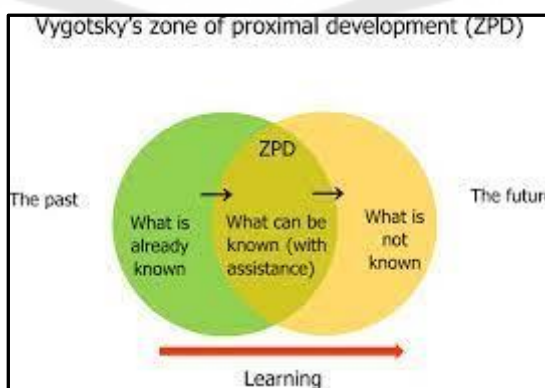 Vygotsky's zone of proximal development (ZPD)
ZPD
The past
The futur
What is
already
known
What can be
known (with
assistance)
What is
not
known
Learning